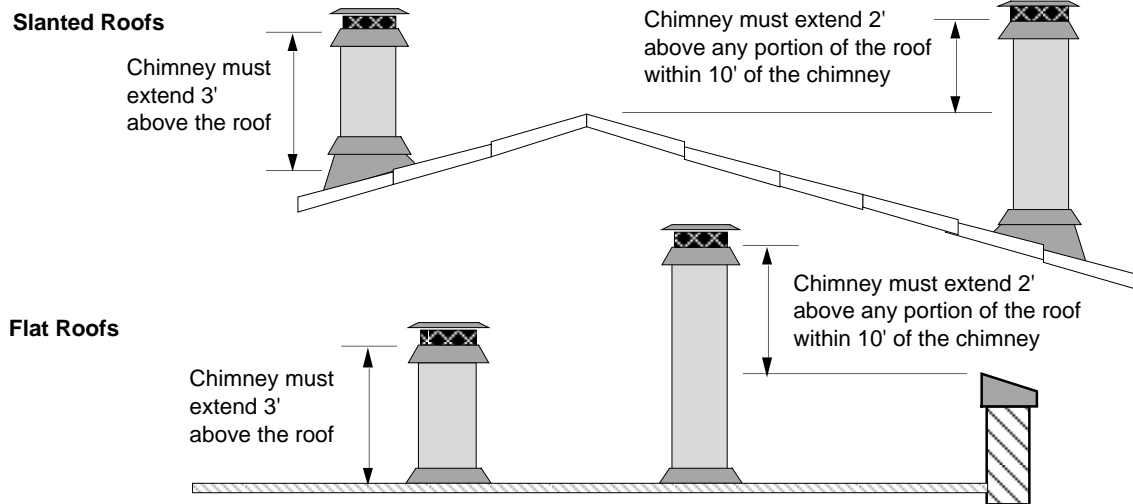 Slanted Roofs
Chimney must
extend 3'
above the roof
Chimney must extend 2'
above any portion of the roof
within 10' of the chimney
Flat Roofs
Chimney must
extend 3'
above the roof
Chimney must extend 2'
above any portion of the roof
within 10' of the chimney